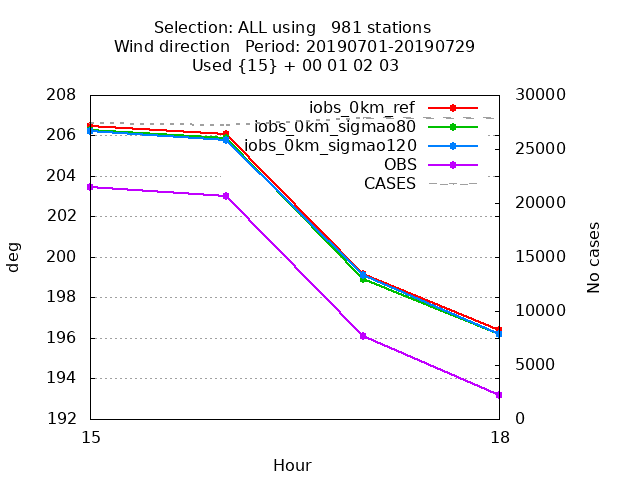 Selection: ALL using   981 stations
Wind direction   Period: 20190701-20190729
Used {15} + 00 01 02 03
208
206
204
202
200
198
196
194
192
30000
25000
20000
15000
10000
5000
0
iobs_0km_ref
iobs_0km_sigmao80
iobs_0km_sigmao120
OBS
CASES
deg
No cases
15
18
Hour